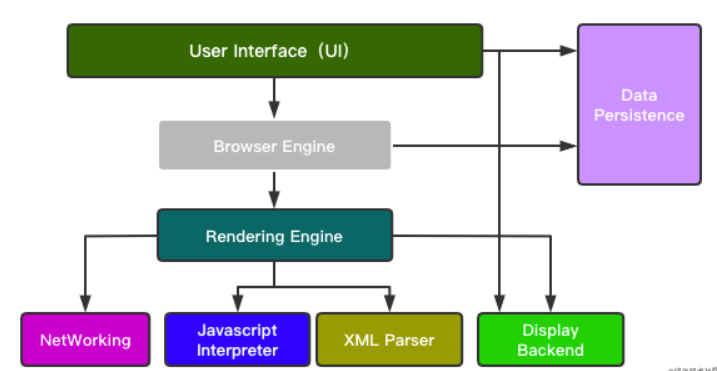 User Interface（UI）
Data
Persistence
Browser Engine
Rendering Engine
NetWorking
Javascript
Interpreter
XML Parser
Display
Backend